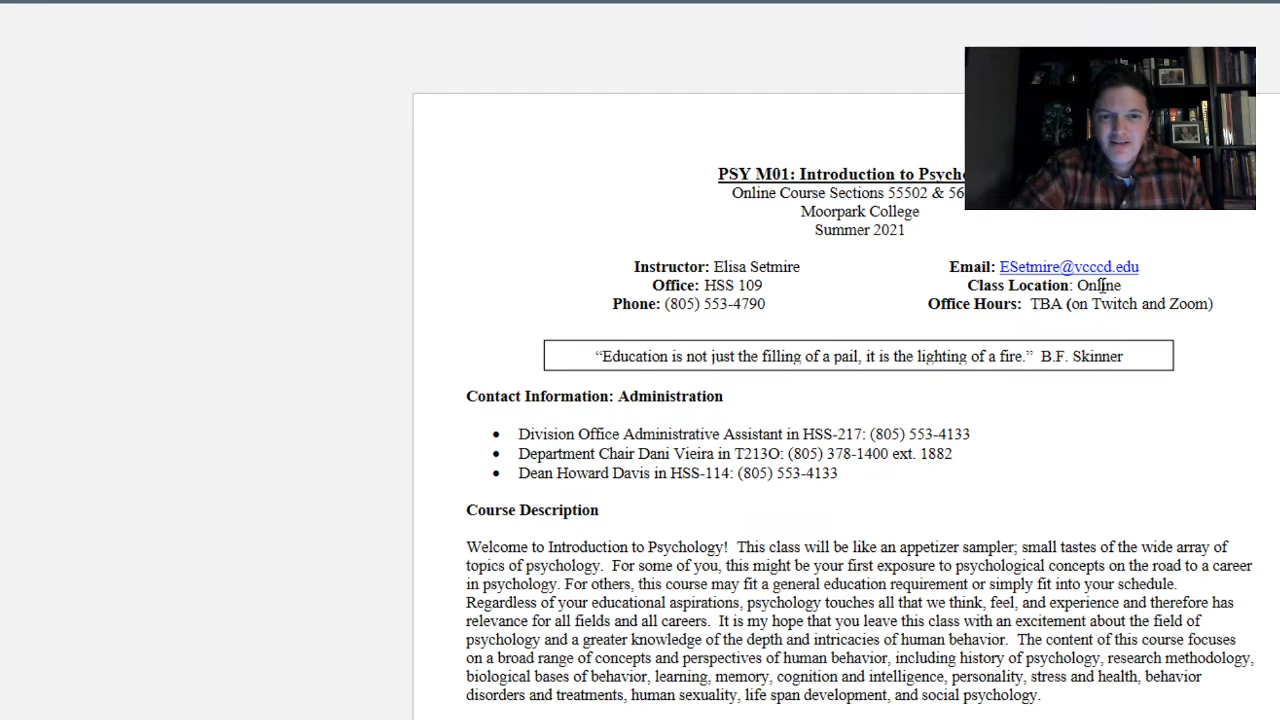 PSY M01: Introduction to
Online Course Sections 55502 &
Moorpark College
Summer 2021
Instructor: Elisa Setmire
Office: HSS 109
Phone: (805) 553-4790
Email: ESetmire@vcccd.edu
Class Location: Online
Office Hours:  TBA (on Twitch and Zoom)
“Education is not just the filling of a pail, it is the lighting of a fire.”  B.F. Skinner
Contact Information: Administration
• Division Office Administrative Assistant in HSS-217: (805) 553-4133
• Department Chair Dani Vieira in T213O: (805) 378-1400 ext. 1882
• Dean Howard Davis in HSS-114: (805) 553-4133
Course Description
Welcome to Introduction to Psychology!  This class will be like an appetizer sampler; small tastes of the wide array of
topics of psychology.  For some of you, this might be your first exposure to psychological concepts on the road to a career
in psychology. For others, this course may fit a general education requirement or simply fit into your schedule.
Regardless of your educational aspirations, psychology touches all that we think, feel, and experience and therefore has
relevance for all fields and all careers.  It is my hope that you leave this class with an excitement about the field of
psychology and a greater knowledge of the depth and intricacies of human behavior.  The content of this course focuses
on a broad range of concepts and perspectives of human behavior, including history of psychology, research methodology,
biological bases of behavior, learning, memory, cognition and intelligence, personality, stress and health, behavior
disorders and treatments, human sexuality, life span development, and social psychology.